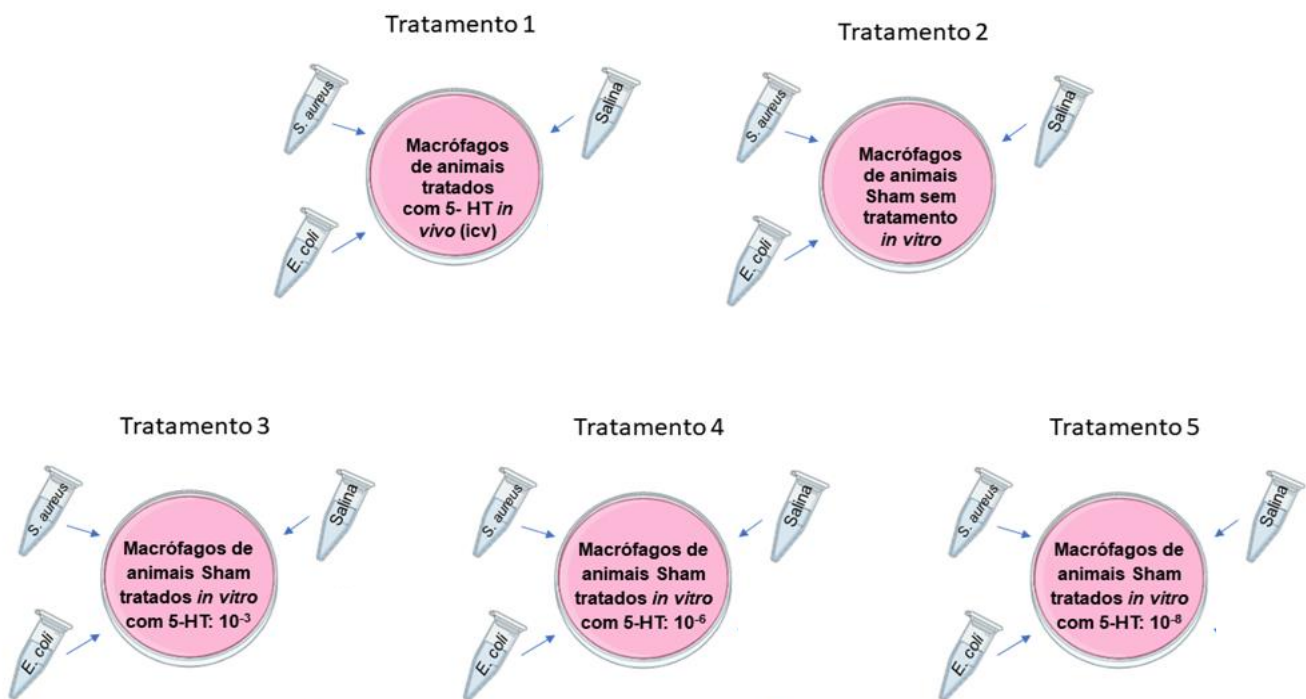 Tratamento 1
S. aureus
Salina
E. coli
Macrófagos
de animais
tratados
com 5- HT in
vivo (icv)
Tratamento 2
S. aureus
Salina
E. coli
Macrófagos
de animais
Sham sem
tratamento
in vitro
Tratamento 3
S. aureus
Salina
E. coli
Macrófagos de
animais Sham
tratados in vitro
com 5-HT: 10⁻³
Tratamento 4
S. aureus
Salina
E. coli
Macrófagos de
animais Sham
tratados in vitro
com 5-HT: 10⁻⁶
Tratamento 5
S. aureus
Salina
E. coli
Macrófagos de
animais Sham
tratados in vitro
com 5-HT: 10⁻⁸